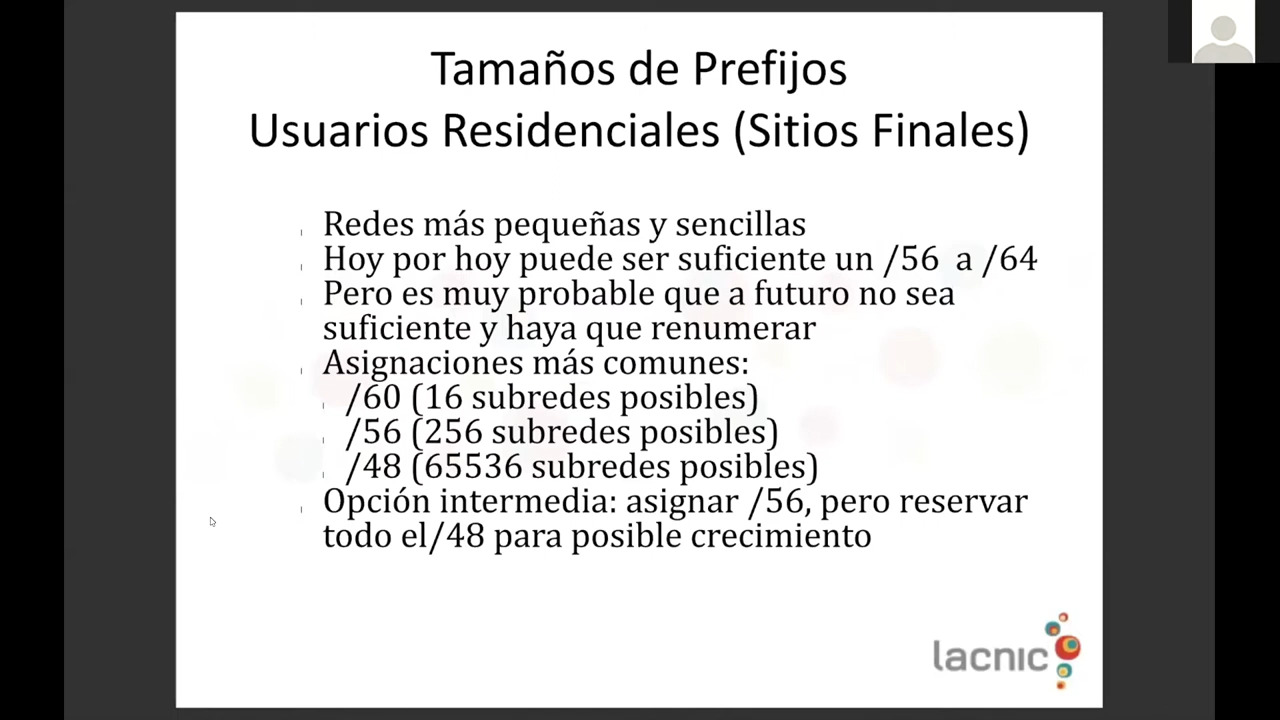 Tamaños de Prefijos
Usuarios Residenciales (Sitios Finales)
Redes más pequeñas y sencillas
Hoy por hoy puede ser suficiente un /56 a /64
Pero es muy probable que a futuro no sea
suficiente y haya que renumerar
Asignaciones más comunes:
/60 (16 subredes posibles)
/56 (256 subredes posibles)
/48 (65536 subredes posibles)
Opción intermedia: asignar /56, pero reservar
todo el/48 para posible crecimiento
lacnic